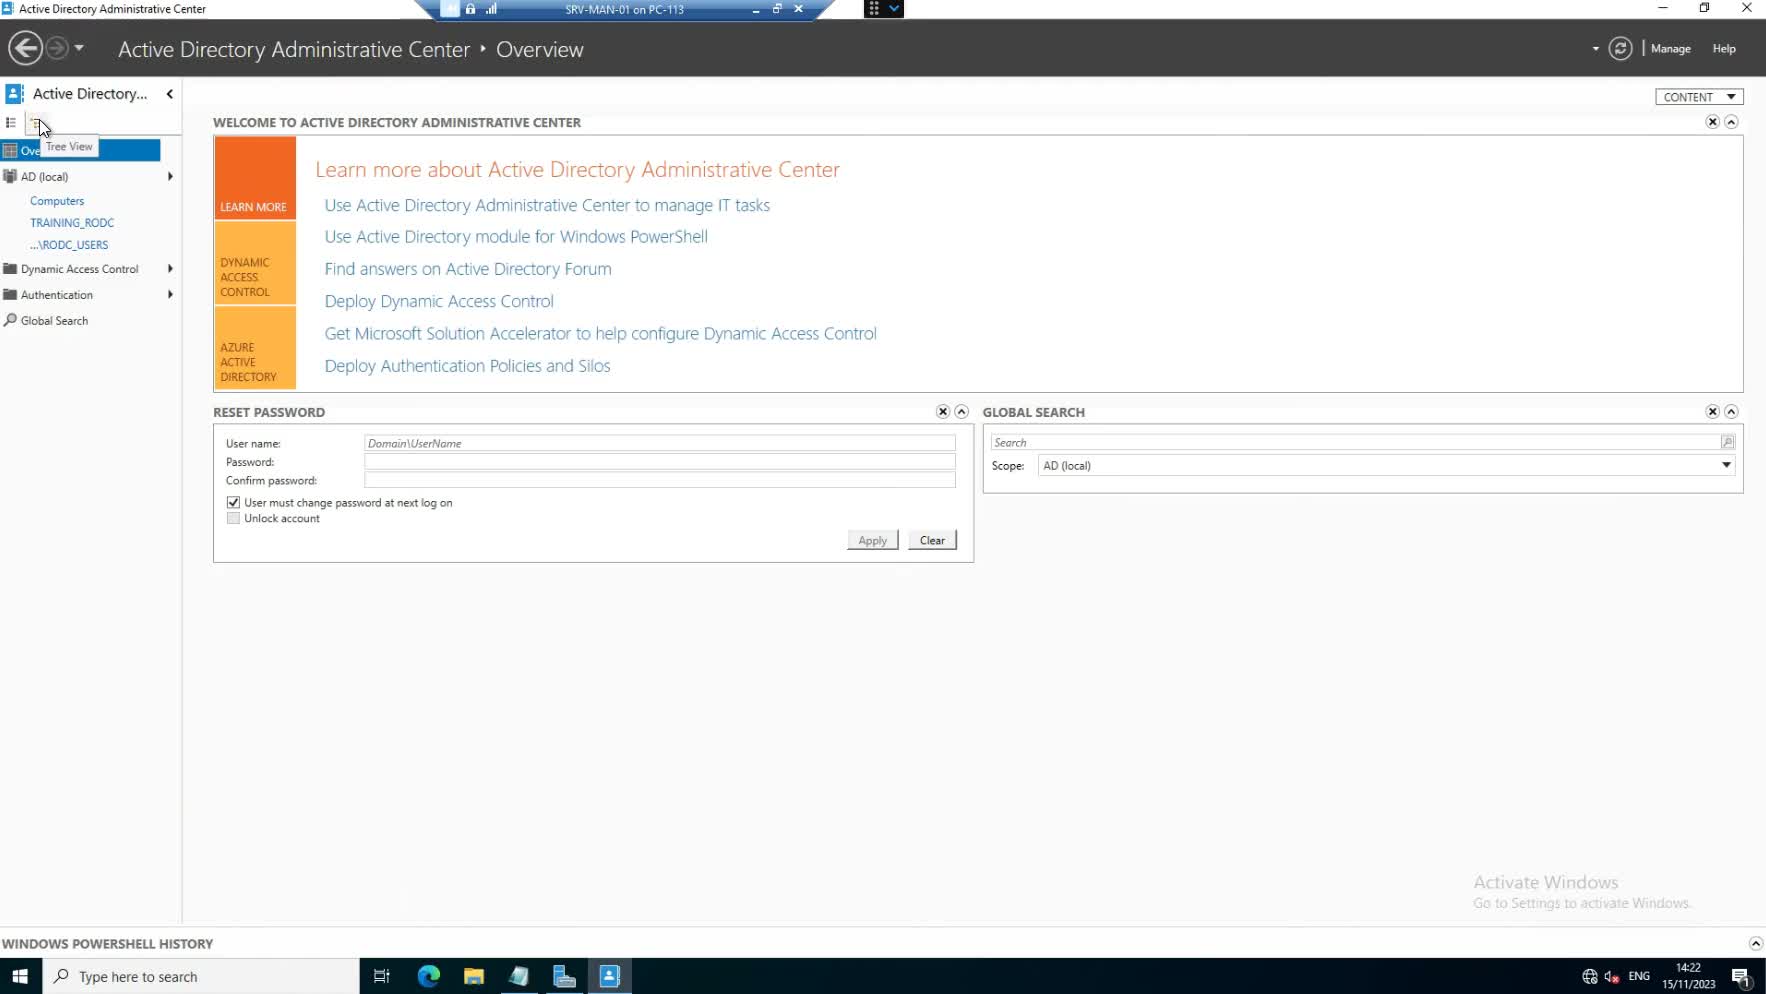 Active Directory Administrative Center
SRV-MAN-01 on PC-113
Active Directory Administrative Center • Overview
Manage
Help
Active Directory...
Tree View
Ove
AD (local)
Computers
TRAINING_RODC
...\RODC_USERS
Dynamic Access Control
Authentication
Global Search
CONTENT
WELCOME TO ACTIVE DIRECTORY ADMINISTRATIVE CENTER
LEARN MORE
DYNAMIC
ACCESS
CONTROL
AZURE
ACTIVE
DIRECTORY
Learn more about Active Directory Administrative Center
Use Active Directory Administrative Center to manage IT tasks
Use Active Directory module for Windows PowerShell
Find answers on Active Directory Forum
Deploy Dynamic Access Control
Get Microsoft Solution Accelerator to help configure Dynamic Access Control
Deploy Authentication Policies and Silos
RESET PASSWORD
User name:
Domain\UserName
Password:
Confirm password:
User must change password at next log on
Unlock account
Apply
Clear
GLOBAL SEARCH
Search
Scope:
AD (local)
Activate Windows
Go to Settings to activate Windows.
WINDOWS POWERSHELL HISTORY
Type here to search
ENG
14:22
15/11/2023
1